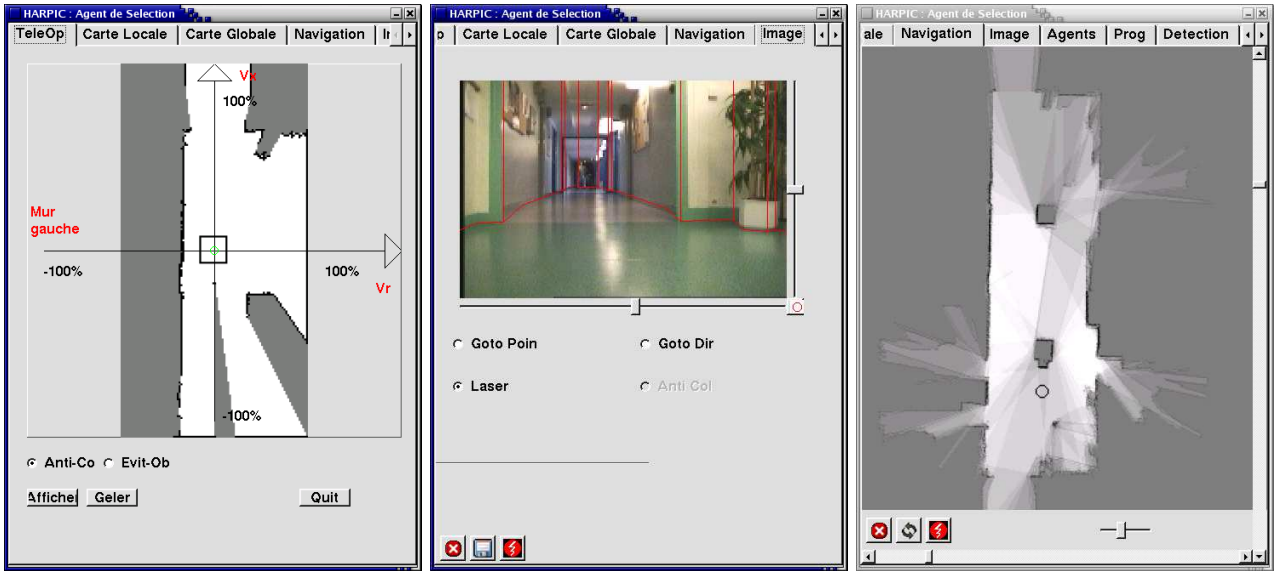 HARPIC : Agent de Selection
TeleOp Carte Locale Carte Globale Navigation
Vx
100%
Mur
gauche
-100%
100%
Vr
-100%
Anti-Co Evit-Ob
Affiche Geler Quit
HARPIC : Agent de Selection
p Carte Locale Carte Globale Navigation Image
Goto Poin Goto Dir
Laser Anti Col
HARPIC : Agent de Selection
ale Navigation Image Agents Prog Detection